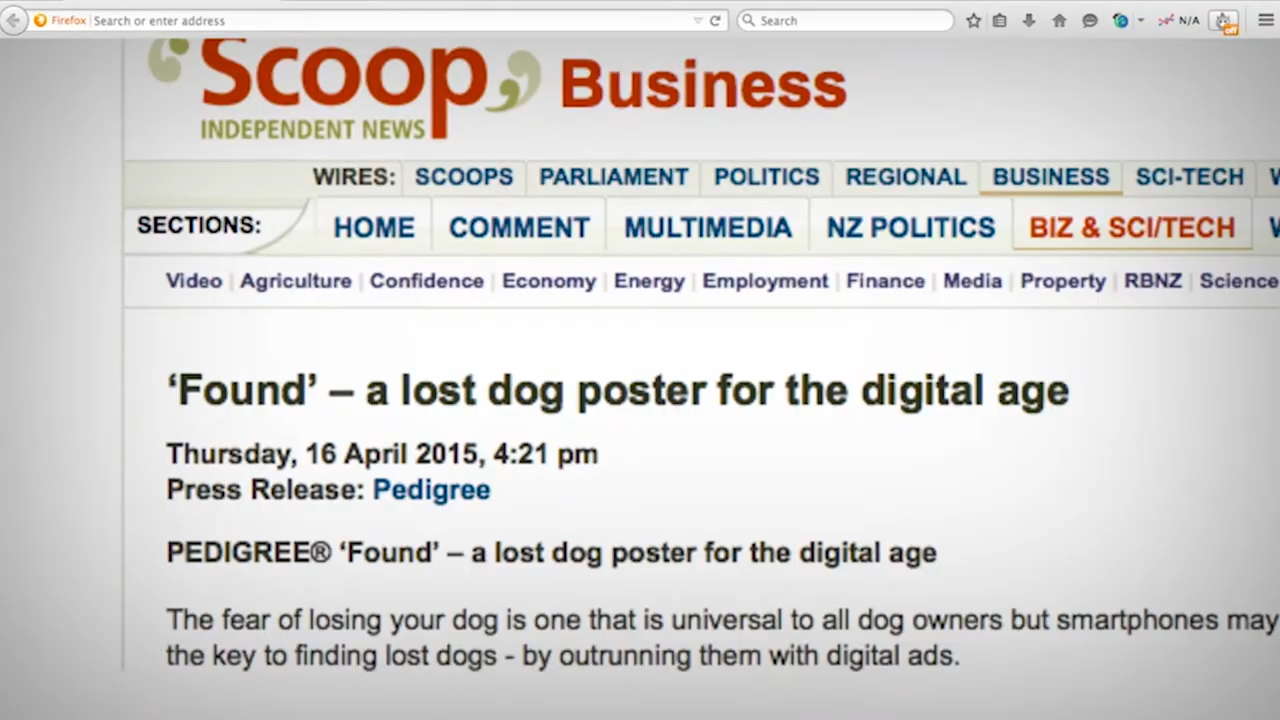 Firefox Search or enter address Search N/A
off
Scoop Business
INDEPENDENT NEWS
WIRES: SCOOPS PARLIAMENT POLITICS REGIONAL BUSINESS SCI-TECH W
SECTIONS: HOME COMMENT MULTIMEDIA NZ POLITICS BIZ & SCI/TECH W
Video | Agriculture | Confidence | Economy | Energy | Employment | Finance | Media | Property | RBNZ | Science
‘Found’ – a lost dog poster for the digital age
Thursday, 16 April 2015, 4:21 pm
Press Release: Pedigree
PEDIGREE® ‘Found’ – a lost dog poster for the digital age
The fear of losing your dog is one that is universal to all dog owners but smartphones may
the key to finding lost dogs - by outrunning them with digital ads.